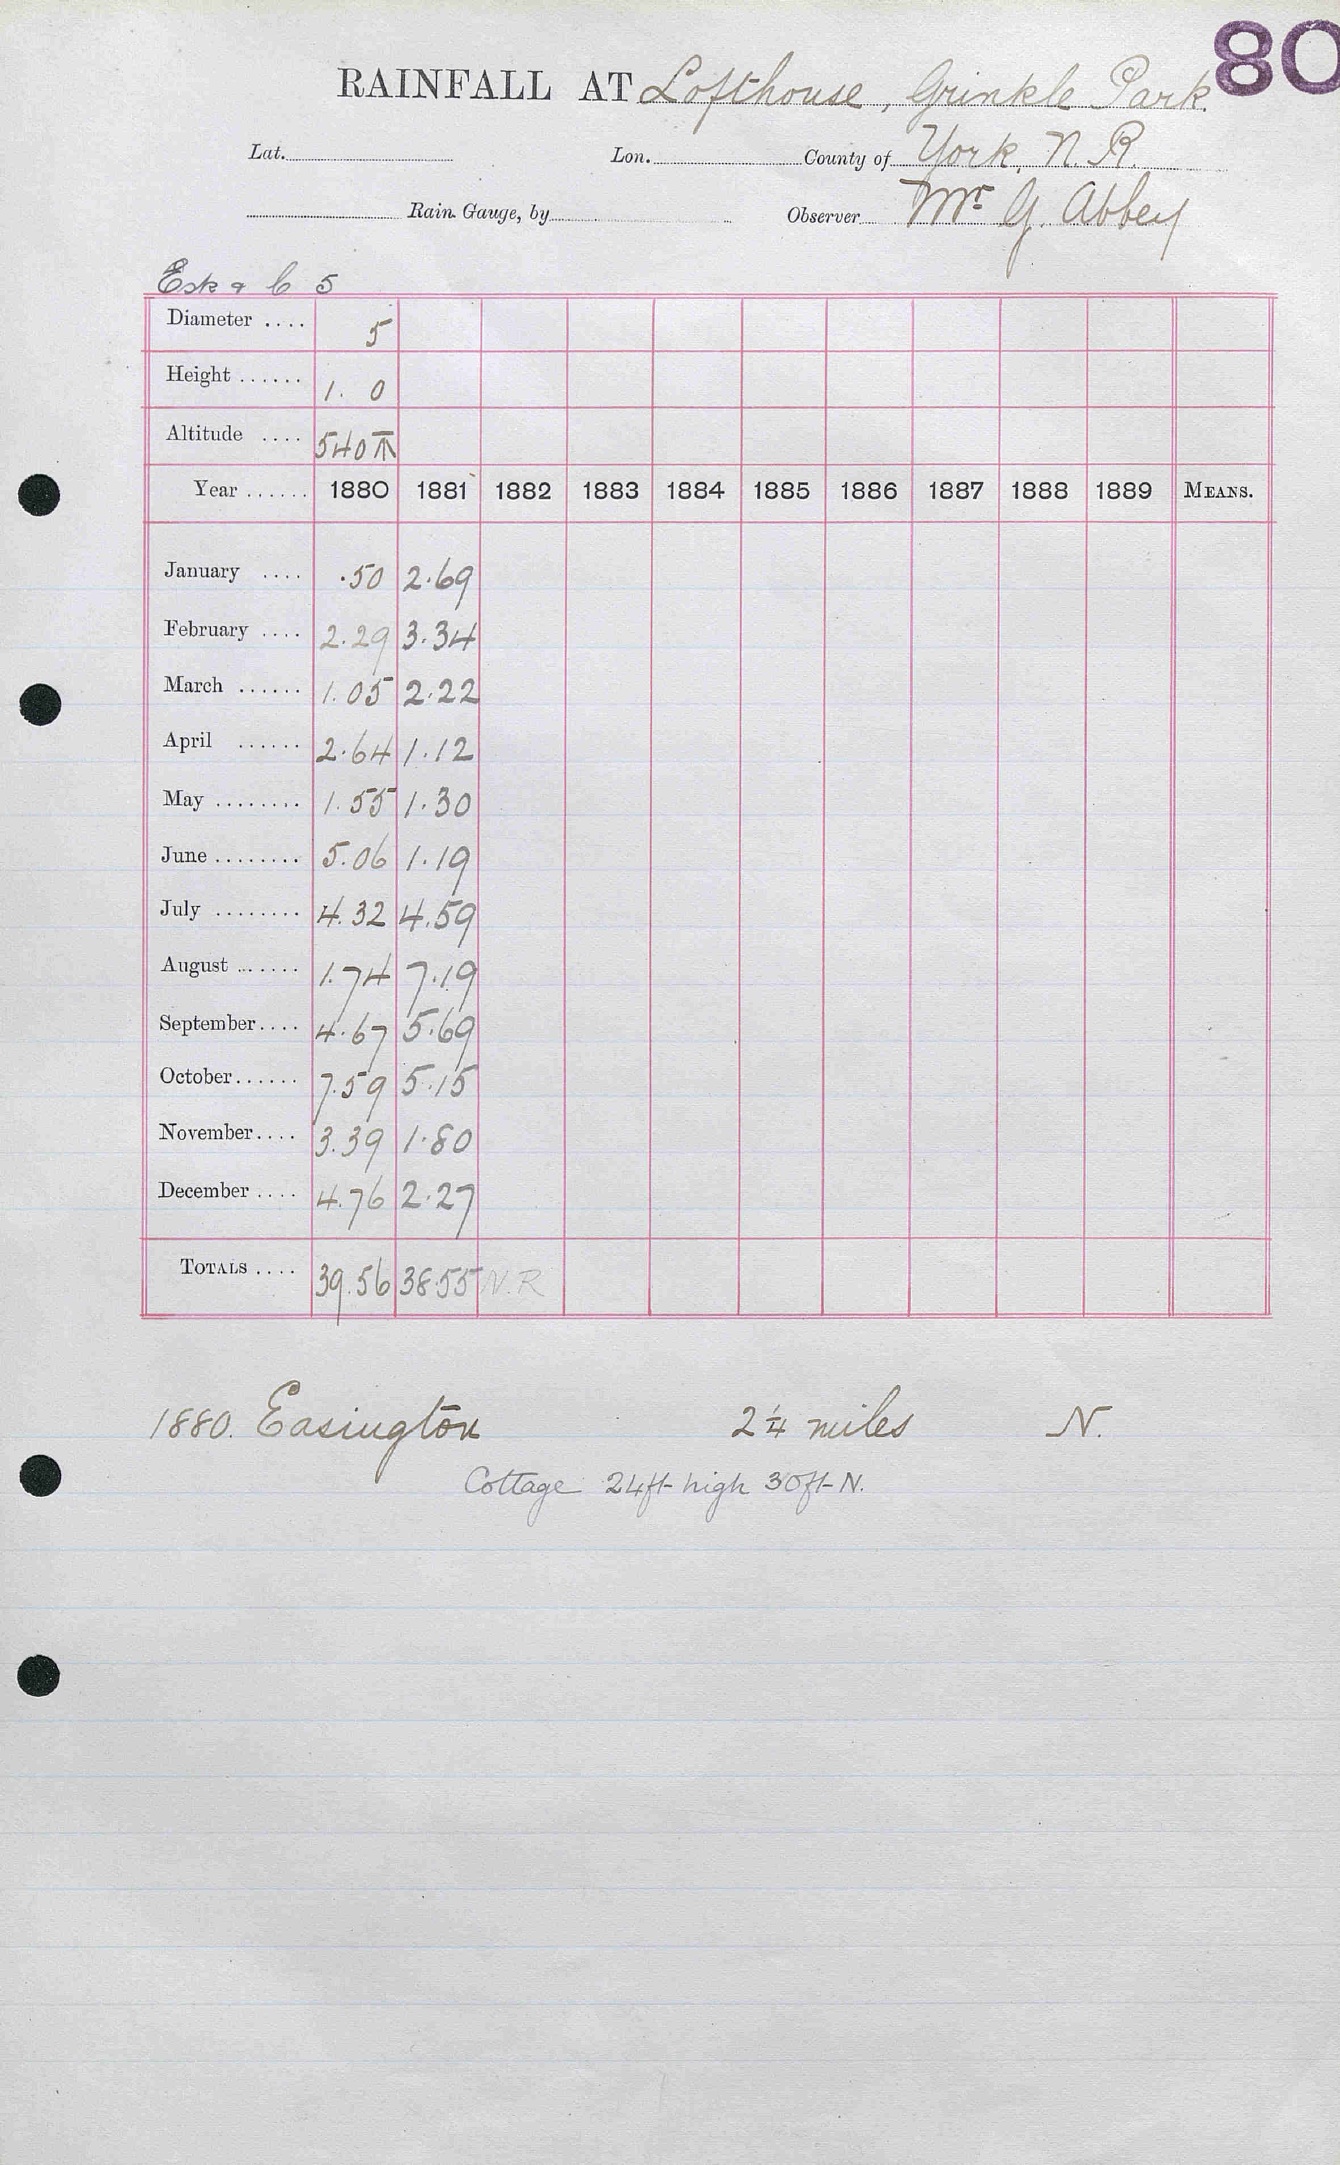 80
RAINFALL AT Lofthouse, Grinkle Park.
Lat. Lon. County of York, N. R.
Rain Gauge, by Observer Mr G. Abbey
Esk & C 5
Diameter .... 5
Height ...... 1. 0
Altitude .... 540
Year ...... 1880 1881 1882 1883 1884 1885 1886 1887 1888 1889 MEANS.
January .... .50 2.69
February .... 2.29 3.34
March ...... 1.05 2.22
April ...... 2.64 1.12
May ........ 1.55 1.30
June ........ 5.06 1.19
July ........ 4.32 4.59
August ...... 1.74 7.19
September.... 4.67 5.69
October...... 7.59 5.15
November.... 3.39 1.80
December .... 4.76 2.27
TOTALS .... 39.56 38.55 N.R
1880. Easington 2¼ miles N.
Cottage 24ft high 30ft N.